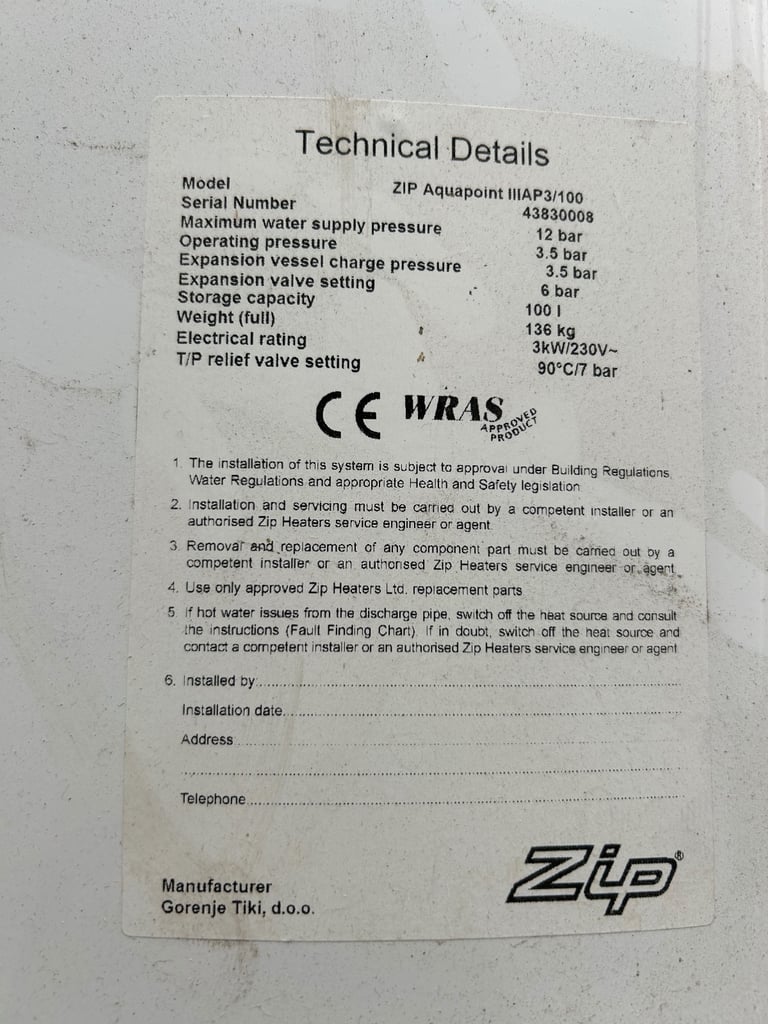 Technical Details
Model ZIP Aquapoint IIIAP3/100
Serial Number 43830008
Maximum water supply pressure 12 bar
Operating pressure 3.5 bar
Expansion vessel charge pressure 3.5 bar
Expansion valve setting 6 bar
Storage capacity 100 l
Weight (full) 136 kg
Electrical rating 3kW/230V~
T/P relief valve setting 90°C/7 bar
CE WRAS APPROVED PRODUCT
1. The installation of this system is subject to approval under Building Regulations,
Water Regulations and appropriate Health and Safety legislation
2. Installation and servicing must be carried out by a competent installer or an
authorised Zip Heaters service engineer or agent
3. Removal and replacement of any component part must be carried out by a
competent installer or an authorised Zip Heaters service engineer or agent
4. Use only approved Zip Heaters Ltd. replacement parts
5. If hot water issues from the discharge pipe, switch off the heat source and consult
the instructions (Fault Finding Chart). If in doubt, switch off the heat source and
contact a competent installer or an authorised Zip Heaters service engineer or agent
6. Installed by:
Installation date
Address
Telephone
Manufacturer
Gorenje Tiki, d.o.o.
Zip®